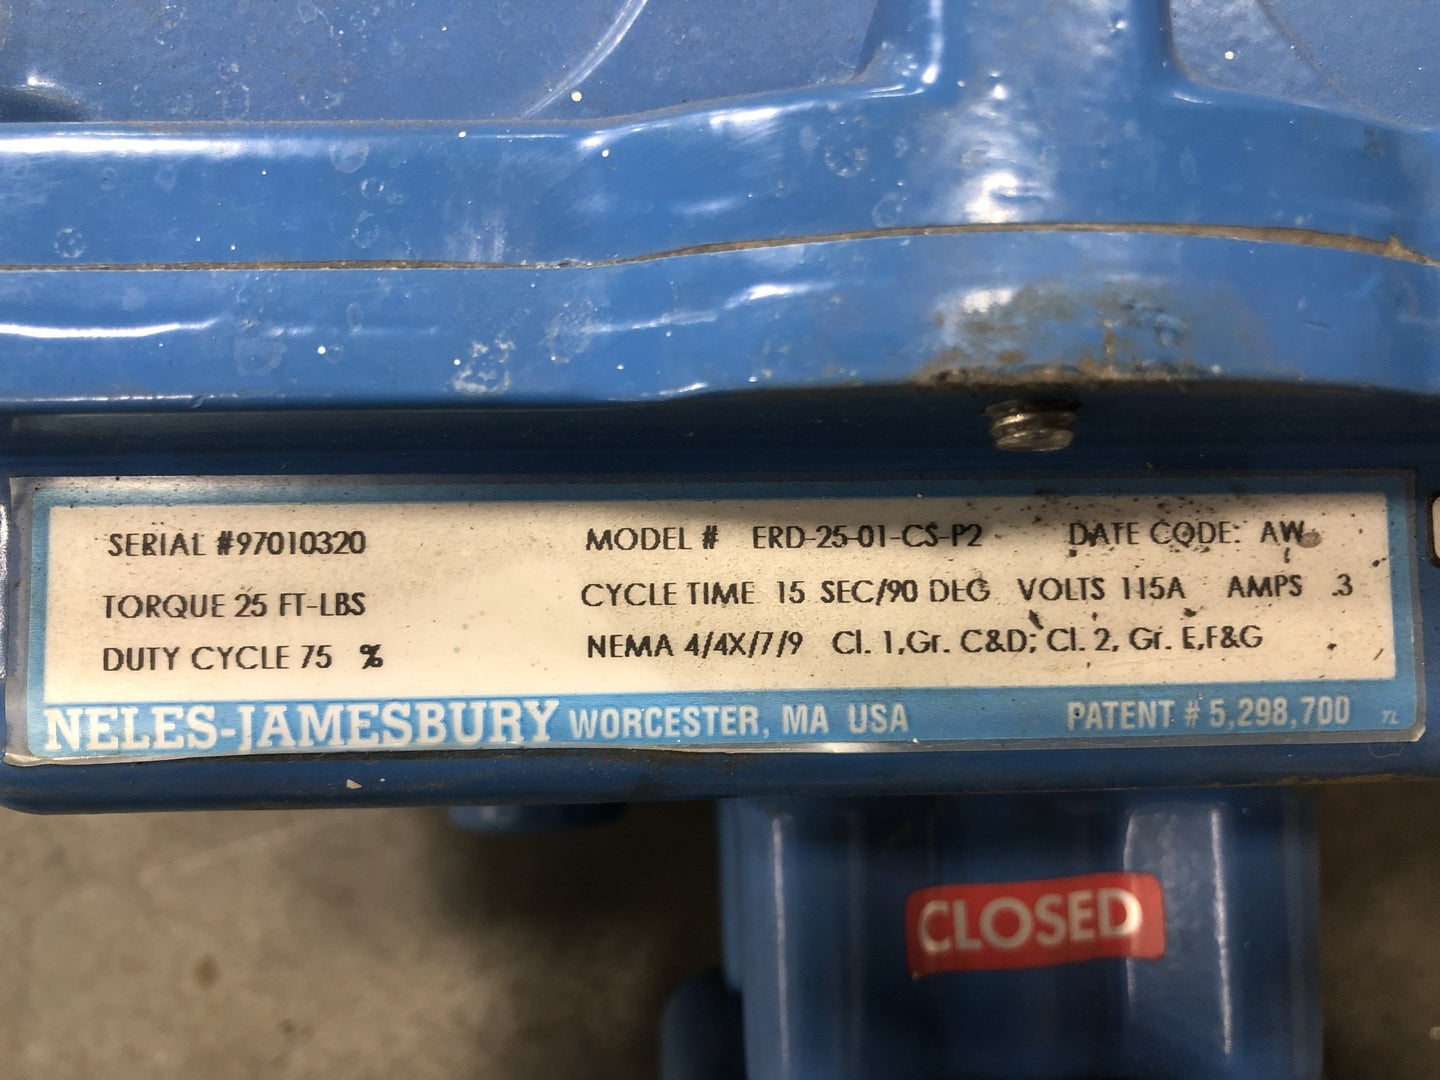 SERIAL #97010320 MODEL # ERD-25-01-CS-P2 DATE CODE: AW
TORQUE 25 FT-LBS CYCLE TIME 15 SEC/90 DEG VOLTS 115A AMPS .3
DUTY CYCLE 75 % NEMA 4/4X/7/9 Cl. 1,Gr. C&D; Cl. 2, Gr. E,F&G
NELES-JAMESBURY WORCESTER, MA USA PATENT # 5,298,700 TL
CLOSED